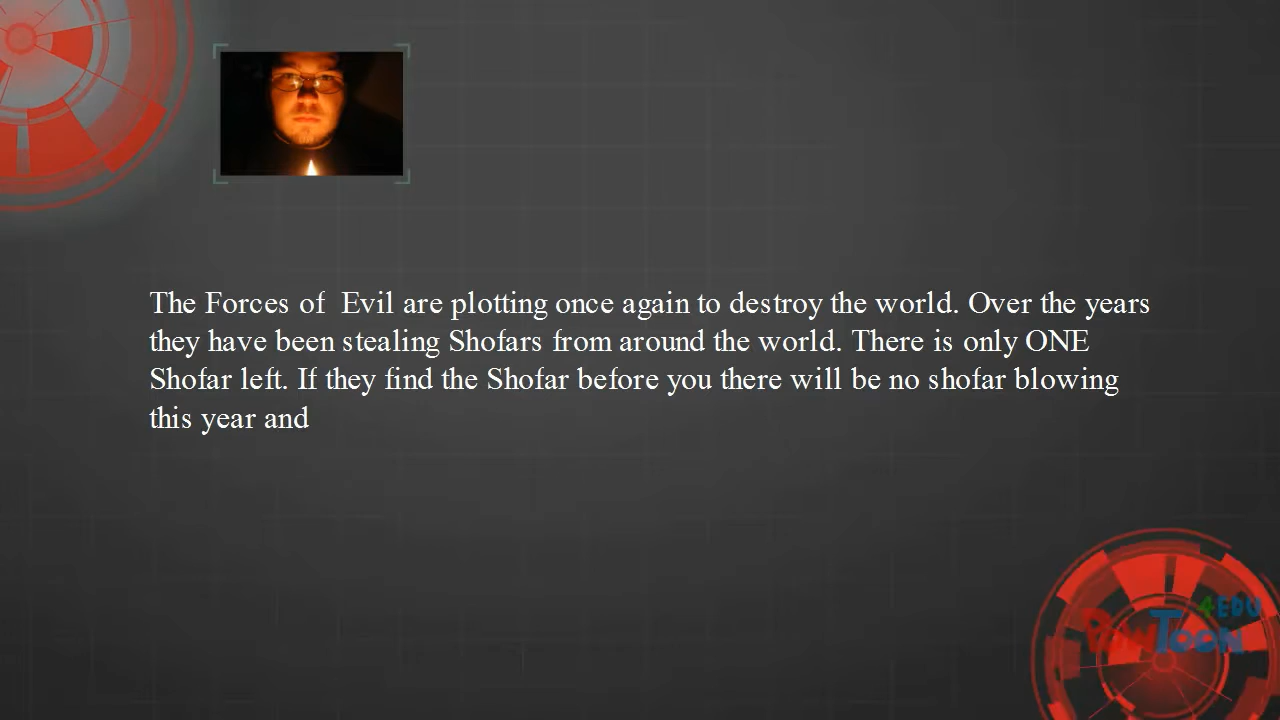 The Forces of  Evil are plotting once again to destroy the world. Over the years
they have been stealing Shofars from around the world. There is only ONE
Shofar left. If they find the Shofar before you there will be no shofar blowing
this year and
4EDU
PowToon